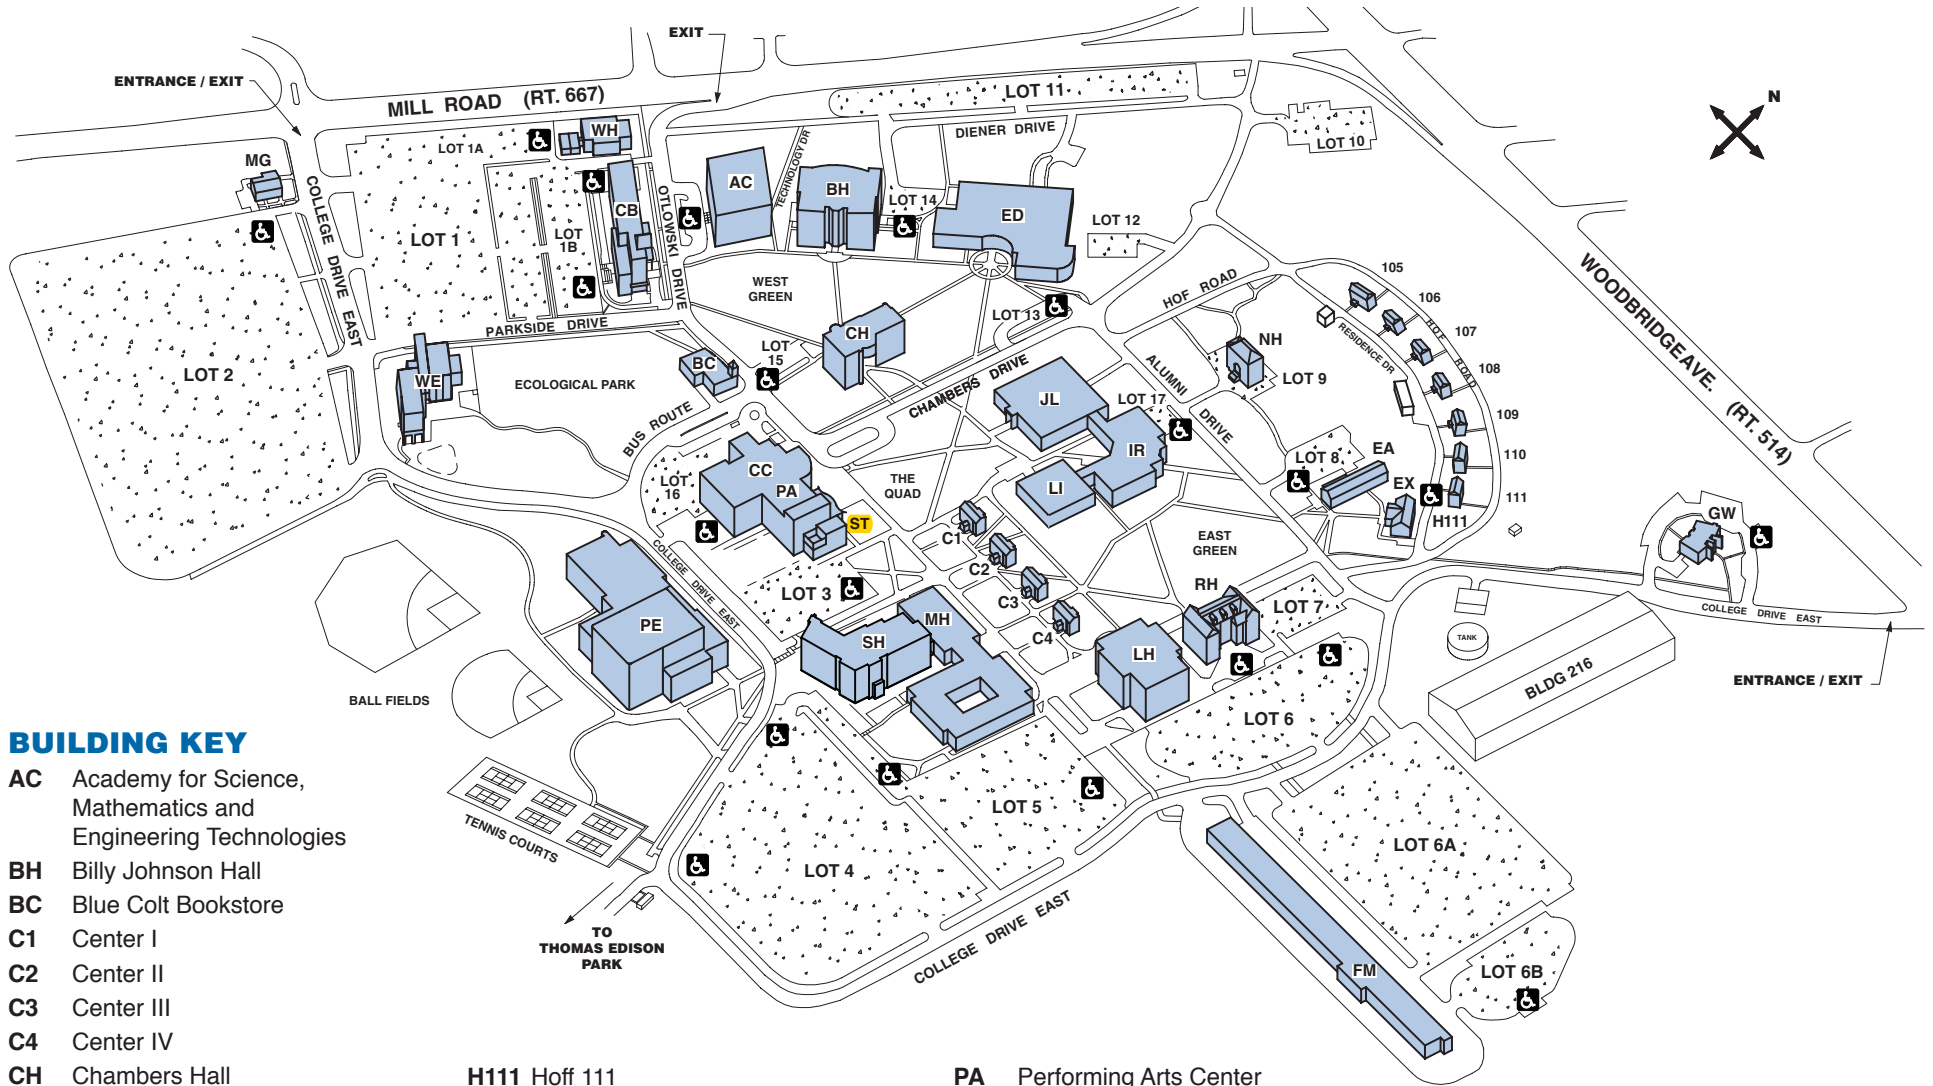 EXIT
ENTRANCE / EXIT
MILL ROAD (RT. 667)
LOT 11
N
DIENER DRIVE
LOT 10
WH
LOT 1A
MG
TECHNOLOGY DR
AC
BH
LOT 14
ED
LOT 12
COLLEGE DRIVE EAST
CB
OTLOWSKI DRIVE
LOT 1
LOT
1B
WEST
GREEN
HOF ROAD
105
106
107
108
109
110
111
HOF ROAD
RESIDENCE DR
WOODBRIDGE AVE. (RT. 514)
PARKSIDE DRIVE
LOT 13
CH
LOT
15
BC
NH
LOT 9
LOT 2
WE
ECOLOGICAL PARK
BUS ROUTE
CHAMBERS DRIVE
ALUMNI DRIVE
JL
LOT 17
IR
LI
CC
PA
LOT
16
THE
QUAD
ST
LOT 8
EA
EX
H111
GW
C1
C2
C3
C4
EAST
GREEN
RH
LOT 7
COLLEGE DRIVE EAST
LOT 3
MH
SH
PE
LH
TANK
COLLEGE DRIVE EAST
BLDG 216
ENTRANCE / EXIT
BALL FIELDS
LOT 6
LOT 5
LOT 4
LOT 6A
LOT 6B
FM
TENNIS COURTS
TO
THOMAS EDISON
PARK
COLLEGE DRIVE EAST
BUILDING KEY
AC Academy for Science,
Mathematics and
Engineering Technologies
BH Billy Johnson Hall
BC Blue Colt Bookstore
C1 Center I
C2 Center II
C3 Center III
C4 Center IV
CH Chambers Hall
H111 Hoff 111
PA Performing Arts Center